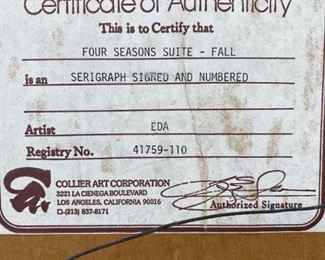 Certificate of Authenticity
This is to Certify that
FOUR SEASONS SUITE - FALL
is an SERIGRAPH SIGNED AND NUMBERED
Artist EDA
Registry No. 41759-110
COLLIER ART CORPORATION
3221 LA CIENEGA BOULEVARD
LOS ANGELES, CALIFORNIA 90016
(213) 837-8171
Authorized Signature